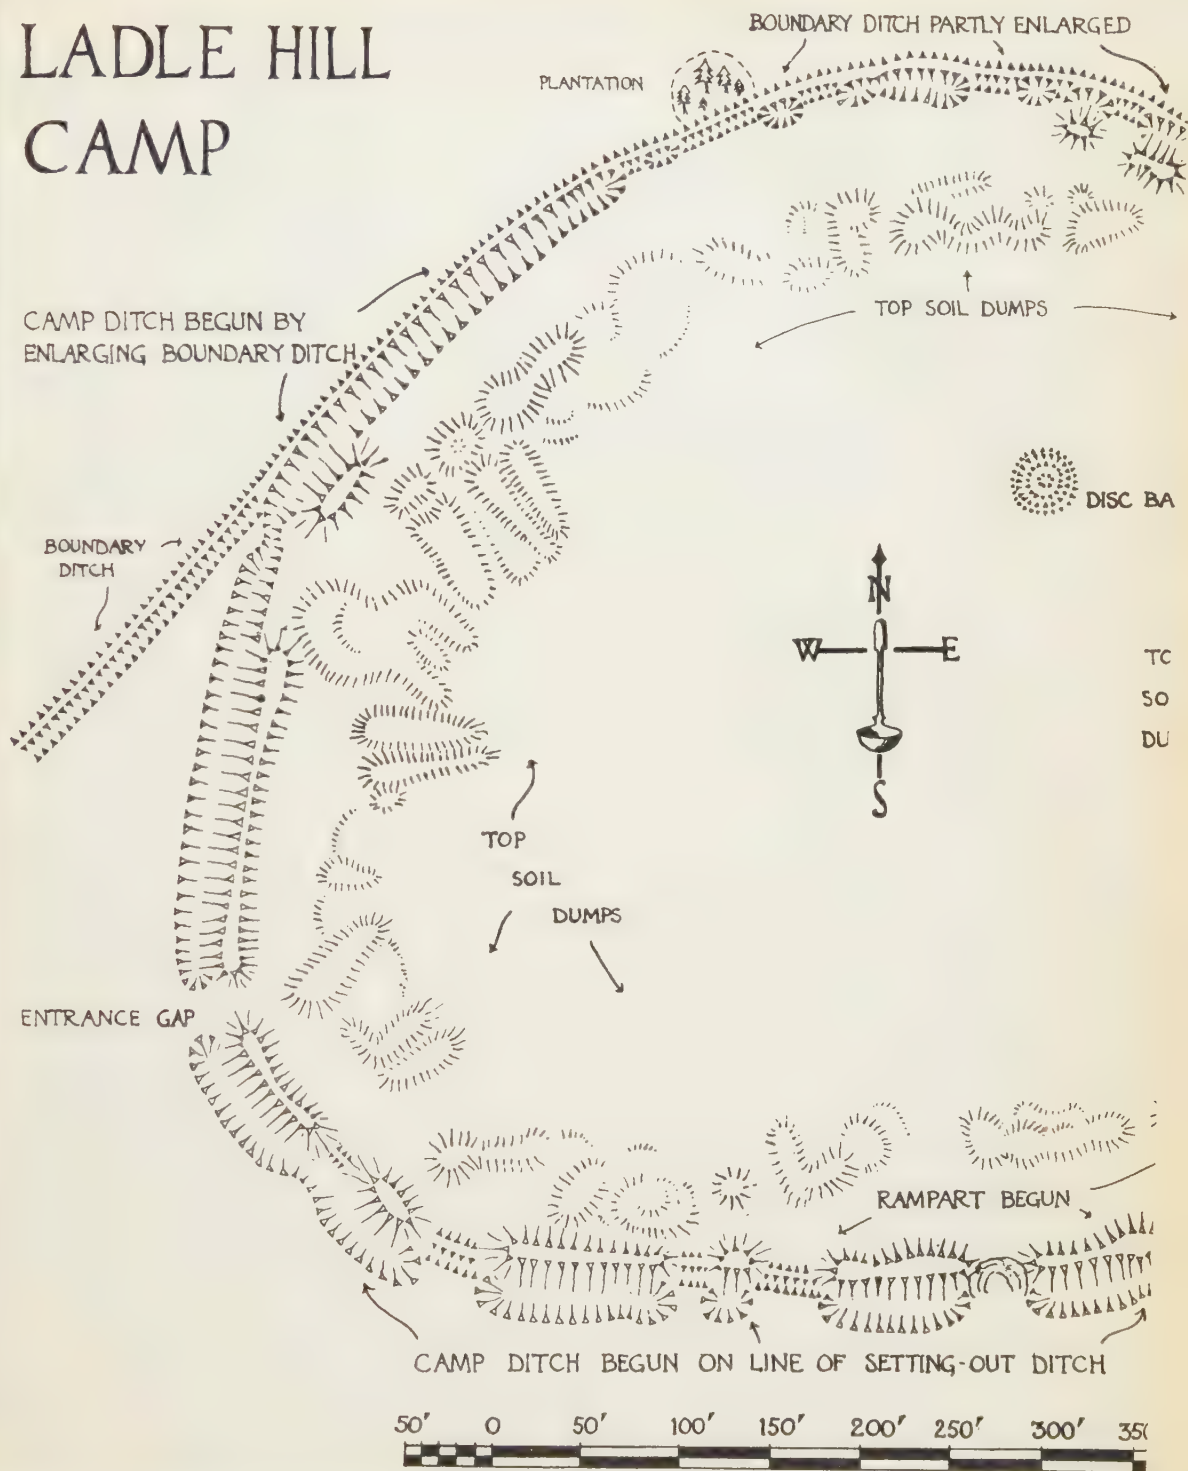 LADLE HILL
CAMP
BOUNDARY DITCH PARTLY ENLARGED
PLANTATION
TOP SOIL DUMPS
CAMP DITCH BEGUN BY
ENLARGING BOUNDARY DITCH
DISC BA
BOUNDARY
DITCH
N
W E
S
TO
SO
DU
TOP
SOIL
DUMPS
ENTRANCE GAP
RAMPART BEGUN
CAMP DITCH BEGUN ON LINE OF SETTING-OUT DITCH
50' 0 50' 100' 150' 200' 250' 300' 350